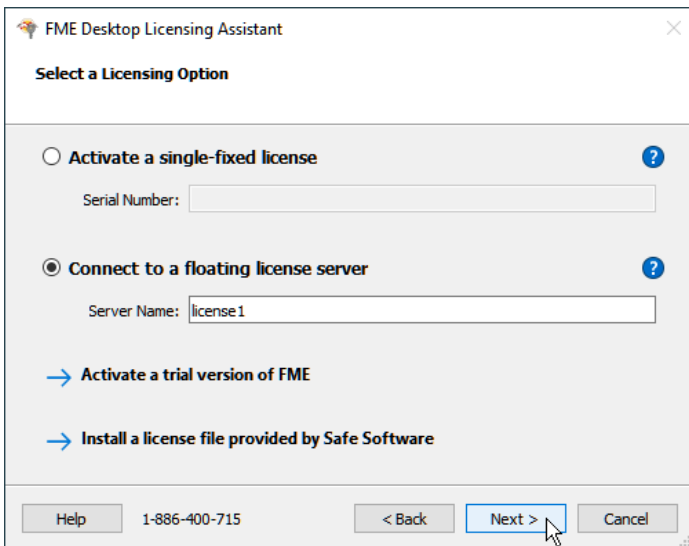 FME Desktop Licensing Assistant
Select a Licensing Option
Activate a single-fixed license
?
Serial Number:
Connect to a floating license server
?
Server Name: license1
Activate a trial version of FME
Install a license file provided by Safe Software
Help 1-886-400-715 < Back Next > Cancel